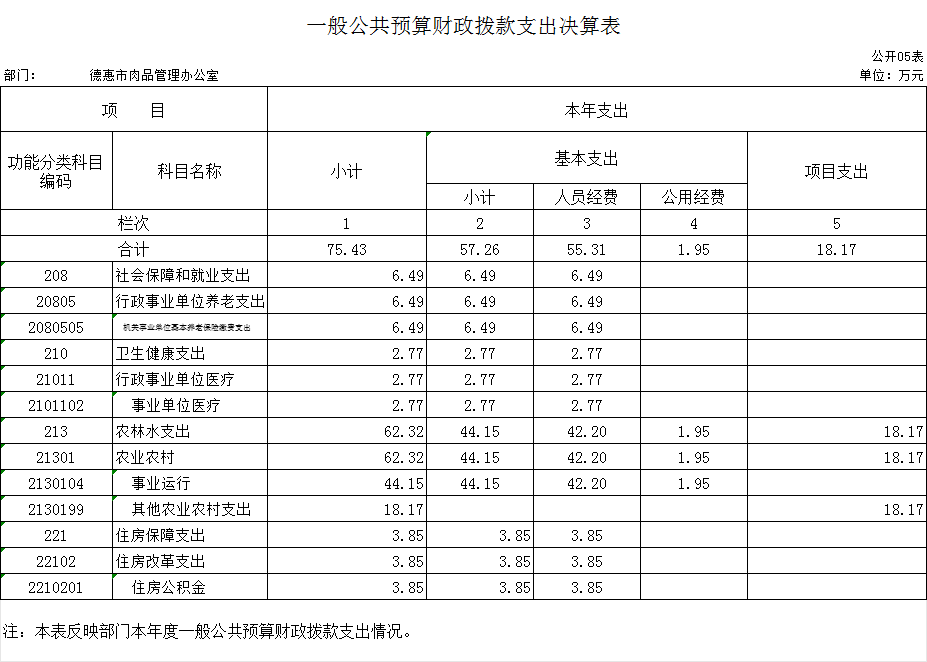 一般公共预算财政拨款支出决算表
公开05表
部门： 德惠市肉品管理办公室 单位：万元
项 目 本年支出
功能分类科目编码 科目名称 小计 基本支出 项目支出
小计 人员经费 公用经费
栏次 1 2 3 4 5
合计 75.43 57.26 55.31 1.95 18.17
208 社会保障和就业支出 6.49 6.49 6.49
20805 行政事业单位养老支出 6.49 6.49 6.49
2080505 机关事业单位基本养老保险缴费支出 6.49 6.49 6.49
210 卫生健康支出 2.77 2.77 2.77
21011 行政事业单位医疗 2.77 2.77 2.77
2101102 事业单位医疗 2.77 2.77 2.77
213 农林水支出 62.32 44.15 42.20 1.95 18.17
21301 农业农村 62.32 44.15 42.20 1.95 18.17
2130104 事业运行 44.15 44.15 42.20 1.95
2130199 其他农业农村支出 18.17 18.17
221 住房保障支出 3.85 3.85 3.85
22102 住房改革支出 3.85 3.85 3.85
2210201 住房公积金 3.85 3.85 3.85
注：本表反映部门本年度一般公共预算财政拨款支出情况。